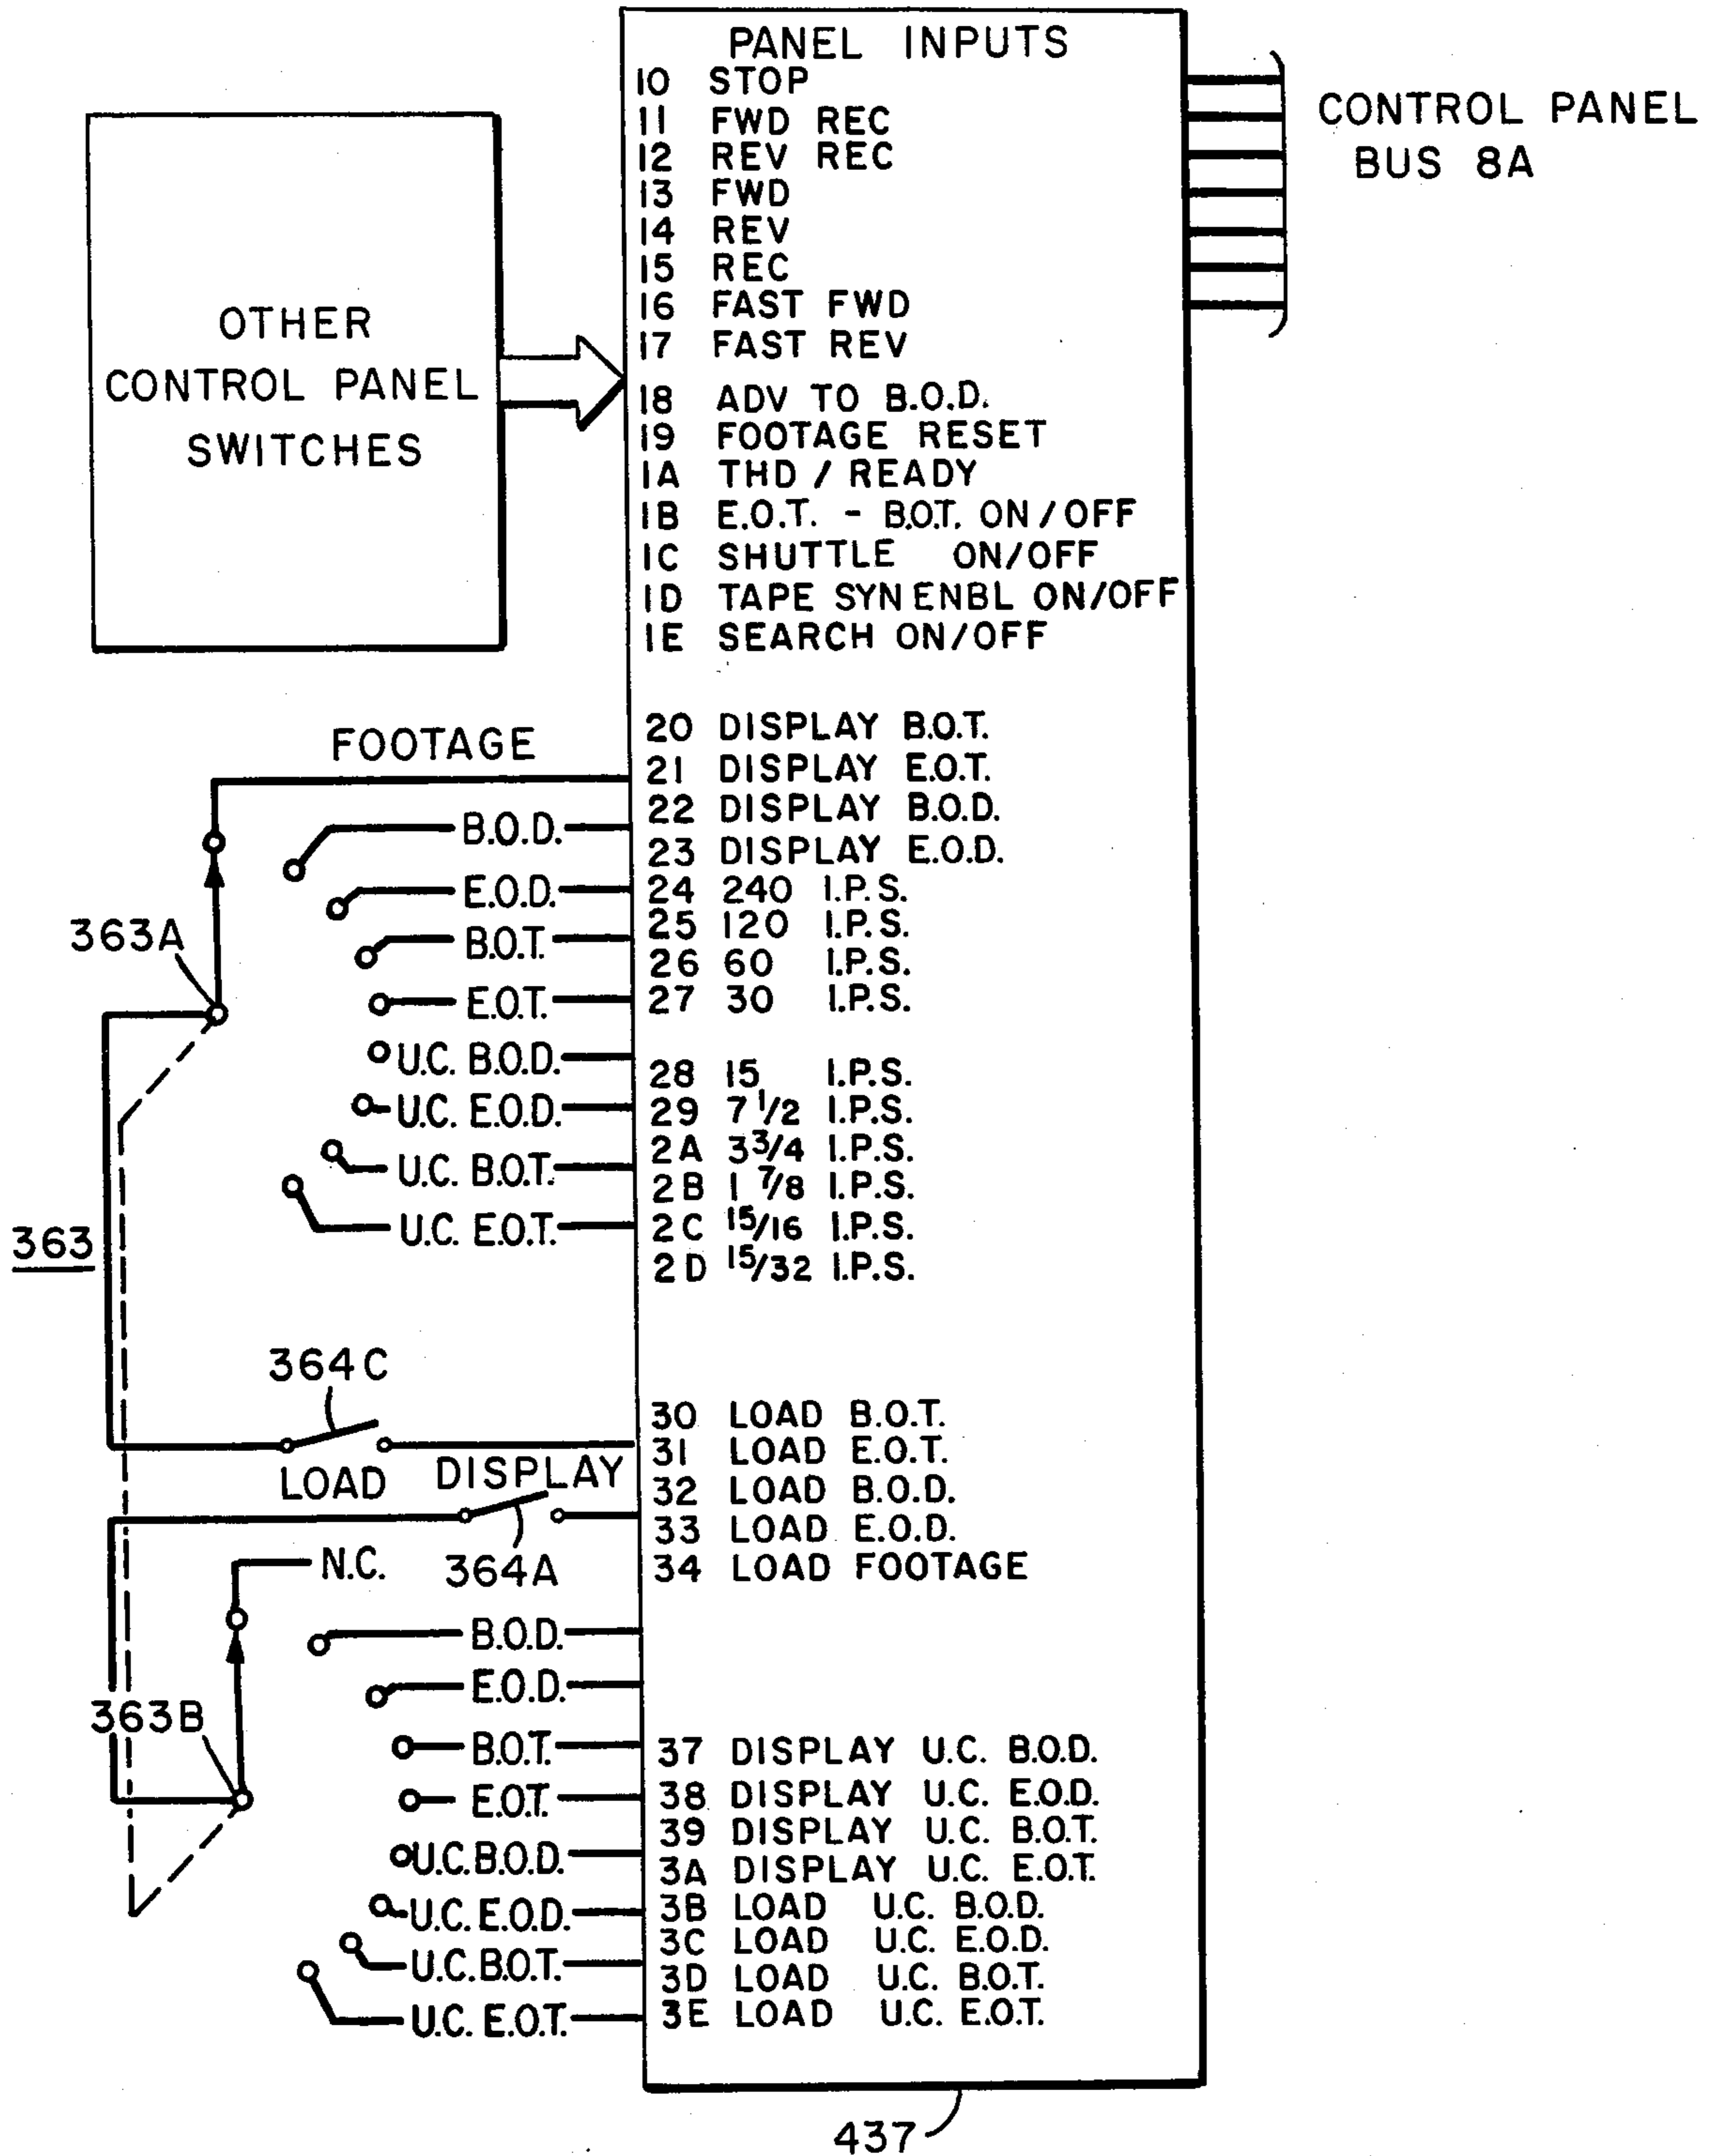 PANEL INPUTS
10 STOP
11 FWD REC
12 REV REC
13 FWD
14 REV
15 REC
16 FAST FWD
17 FAST REV
18 ADV TO B.O.D.
19 FOOTAGE RESET
1A THD / READY
1B E.O.T. - B.O.T. ON/OFF
1C SHUTTLE ON/OFF
1D TAPE SYN ENBL ON/OFF
1E SEARCH ON/OFF
20 DISPLAY B.O.T.
21 DISPLAY E.O.T.
22 DISPLAY B.O.D.
23 DISPLAY E.O.D.
24 240 I.P.S.
25 120 I.P.S.
26 60 I.P.S.
27 30 I.P.S.
28 15 I.P.S.
29 7 1/2 I.P.S.
2A 3 3/4 I.P.S.
2B 1 7/8 I.P.S.
2C 15/16 I.P.S.
2D 15/32 I.P.S.
30 LOAD B.O.T.
31 LOAD E.O.T.
32 LOAD B.O.D.
33 LOAD E.O.D.
34 LOAD FOOTAGE
37 DISPLAY U.C. B.O.D.
38 DISPLAY U.C. E.O.D.
39 DISPLAY U.C. B.O.T.
3A DISPLAY U.C. E.O.T.
3B LOAD U.C. B.O.D.
3C LOAD U.C. E.O.D.
3D LOAD U.C. B.O.T.
3E LOAD U.C. E.O.T.
437
CONTROL PANEL
BUS 8A
OTHER
CONTROL PANEL
SWITCHES
FOOTAGE
B.O.D.
E.O.D.
363A
B.O.T.
E.O.T.
U.C. B.O.D.
U.C. E.O.D.
U.C. B.O.T.
U.C. E.O.T.
363
364C
LOAD DISPLAY
364A
N.C.
B.O.D.
E.O.D.
363B
B.O.T.
E.O.T.
U.C.B.O.D.
U.C. E.O.D.
U.C.B.O.T.
U.C. E.O.T.